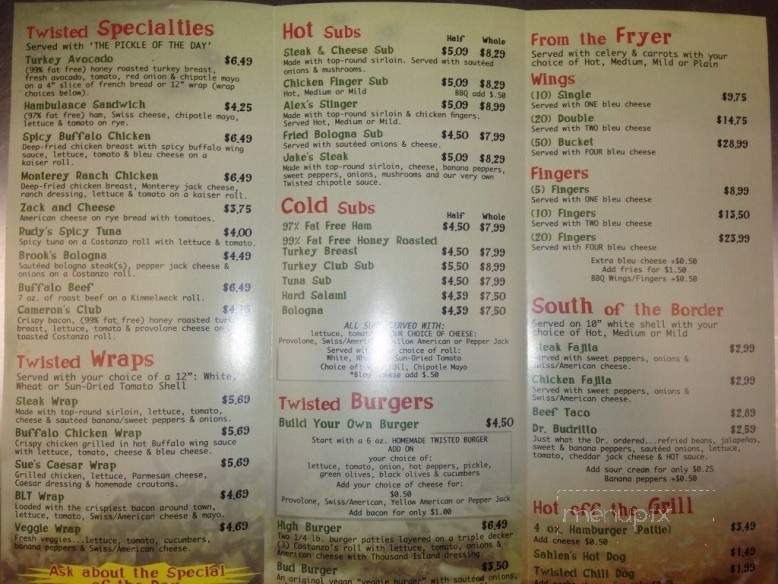 Twisted Specialties
Served with 'THE PICKLE OF THE DAY'
Turkey Avocado $6.49
(99% fat free) honey roasted turkey breast,
fresh avocado, tomato, red onion & chipotle mayo
on a 4" slice of french bread or 12" wrap (wrap
choices below).
Hambulance Sandwich $4.25
(97% fat free) ham, Swiss cheese, chipotle mayo,
lettuce & tomato on rye.
Spicy Buffalo Chicken $6.49
Deep-fried chicken breast with spicy buffalo wing
sauce, lettuce, tomato & bleu cheese on a
kaiser roll.
Monterey Ranch Chicken $6.49
Deep-fried chicken breast, Monterey jack cheese,
ranch dressing, lettuce & tomato on a kaiser roll.
Zack and Cheese $3.75
American cheese on rye bread with tomatoes.
Rudy's Spicy Tuna $4.00
Spicy tuna on a Costanzo roll with lettuce & tomato.
Brook's Bologna $4.49
Sautéed bologna steak(s), pepper jack cheese &
onions on a Costanzo roll.
Buffalo Beef $6.49
7 oz. of roast beef on a Kimmelweck roll.
Cameron's Club
Crispy bacon, (99% fat free) honey roasted turkey
breast, lettuce, tomato & provolone cheese on
toasted Costanzo roll.
Twisted Wraps
Served with your choice of a 12": White,
Wheat or Sun-Dried Tomato Shell
Steak Wrap $5.69
Made with top-round sirloin, lettuce, tomato,
cheese & sautéed banana/sweet peppers & onions.
Buffalo Chicken Wrap $5.69
Crispy chicken grilled in hot Buffalo wing sauce
with lettuce, tomato, cheese & bleu cheese.
Sue's Caesar Wrap $5.69
Grilled chicken, lettuce, Parmesan cheese,
Caesar dressing & homemade croutons.
BLT Wrap $4.69
Loaded with the crispiest bacon around town,
lettuce, tomato, Swiss/American cheese & mayo.
Veggie Wrap $4.69
Fresh veggies...lettuce, tomato, cucumbers,
banana peppers & Swiss/American cheese.
Ask about the Special
of the Day
Hot Subs Half Whole
Steak & Cheese Sub $5.09 $8.29
Made with top-round sirloin. Served with sautéed
onions & mushrooms.
Chicken Finger Sub $5.09 $8.29
Hot, Medium or Mild BBQ add $.50
Alex's Stinger $5.09 $8.99
Made with top-round sirloin & chicken fingers.
Served Hot, Medium or Mild.
Fried Bologna Sub $4.50 $7.99
Served with sautéed onions & cheese.
Jake's Steak $5.09 $8.29
Made with top-round sirloin, cheese, banana peppers,
sweet peppers, onions, mushrooms and our very own
Twisted chipotle sauce.
Cold Subs Half Whole
97% Fat Free Ham $4.50 $7.99
99% Fat Free Honey Roasted
Turkey Breast $4.50 $7.99
Turkey Club Sub $5.50 $8.99
Tuna Sub $4.50 $7.99
Hard Salami $4.39 $7.50
Bologna $4.39 $7.50
ALL SUBS SERVED WITH:
lettuce, tomato YOUR CHOICE OF CHEESE:
Provolone, Swiss/American, Yellow American or Pepper Jack
Served with choice of roll:
White, Wheat Sun-Dried Tomato
Choice of: Oil, Chipotle Mayo
*Bleu cheese add $.50
Twisted Burgers
Build Your Own Burger $4.50
Start with a 6 oz. HOMEMADE TWISTED BURGER
ADD ON
your choice of:
lettuce, tomato, onion, hot peppers, pickle,
green olives, black olives & cucumbers
Add your choice of cheese for:
$0.50
Provolone, Swiss/American, Yellow American or Pepper Jack
Add bacon for only $1.00
High Burger $6.49
Two 1/4 lb. burger patties layered on a triple decker
(3) Costanzo's roll with lettuce, tomato, onions &
American cheese with Thousand Island dressing.
Bud Burger $3.50
An original vegan "veggie burger" with sautéed onions,
From the Fryer
Served with celery & carrots with your
choice of Hot, Medium, Mild or Plain
Wings
(10) Single $9.75
Served with ONE bleu cheese
(20) Double $14.75
Served with TWO bleu cheese
(50) Bucket $28.99
Served with FOUR bleu cheese
Fingers
(5) Fingers $8.99
Served with ONE bleu cheese
(10) Fingers $13.50
Served with TWO bleu cheese
(20) Fingers $23.99
Served with FOUR bleu cheese
Extra bleu cheese +$0.50
Add fries for $1.50
BBQ Wings/Fingers +$0.50
South of the Border
Served on 10" white shell with your
choice of Hot, Medium or Mild
Steak Fajita $2.99
Served with sweet peppers, onions &
Swiss/American cheese.
Chicken Fajita $2.99
Served with sweet peppers, onions &
Swiss/American cheese.
Beef Taco $2.89
Dr. Budrito $2.59
Just what the Dr. ordered...refried beans, jalapeños,
sweet & banana peppers, sautéed onions, lettuce,
tomato, cheddar jack cheese & HOT sauce.
Add sour cream for only $0.25
Banana peppers +$0.50
Hot off the Grill
menupix
4 oz. Hamburger (Pattie) $3.49
Add cheese $0.50
Sahlen's Hot Dog $1.49
Twisted Chili Dog $1.99